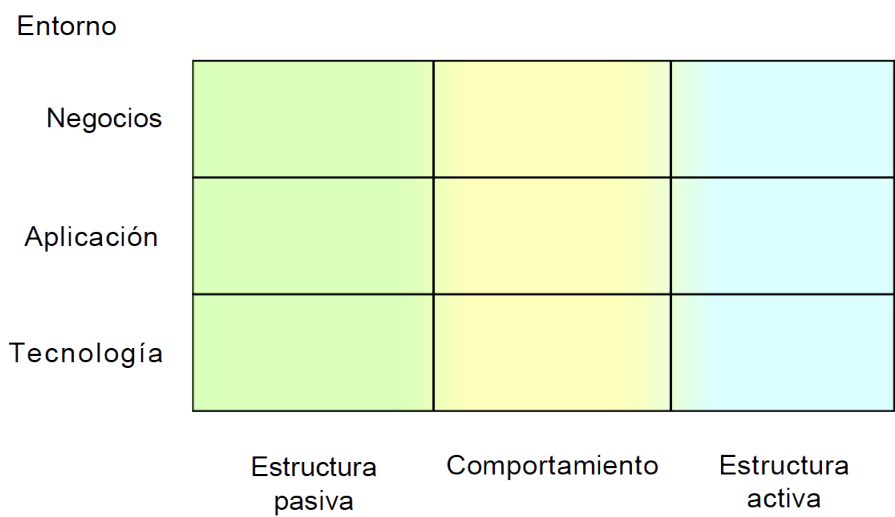 Entorno
Negocios
Aplicación
Tecnología
Estructura
pasiva
Comportamiento
Estructura
activa